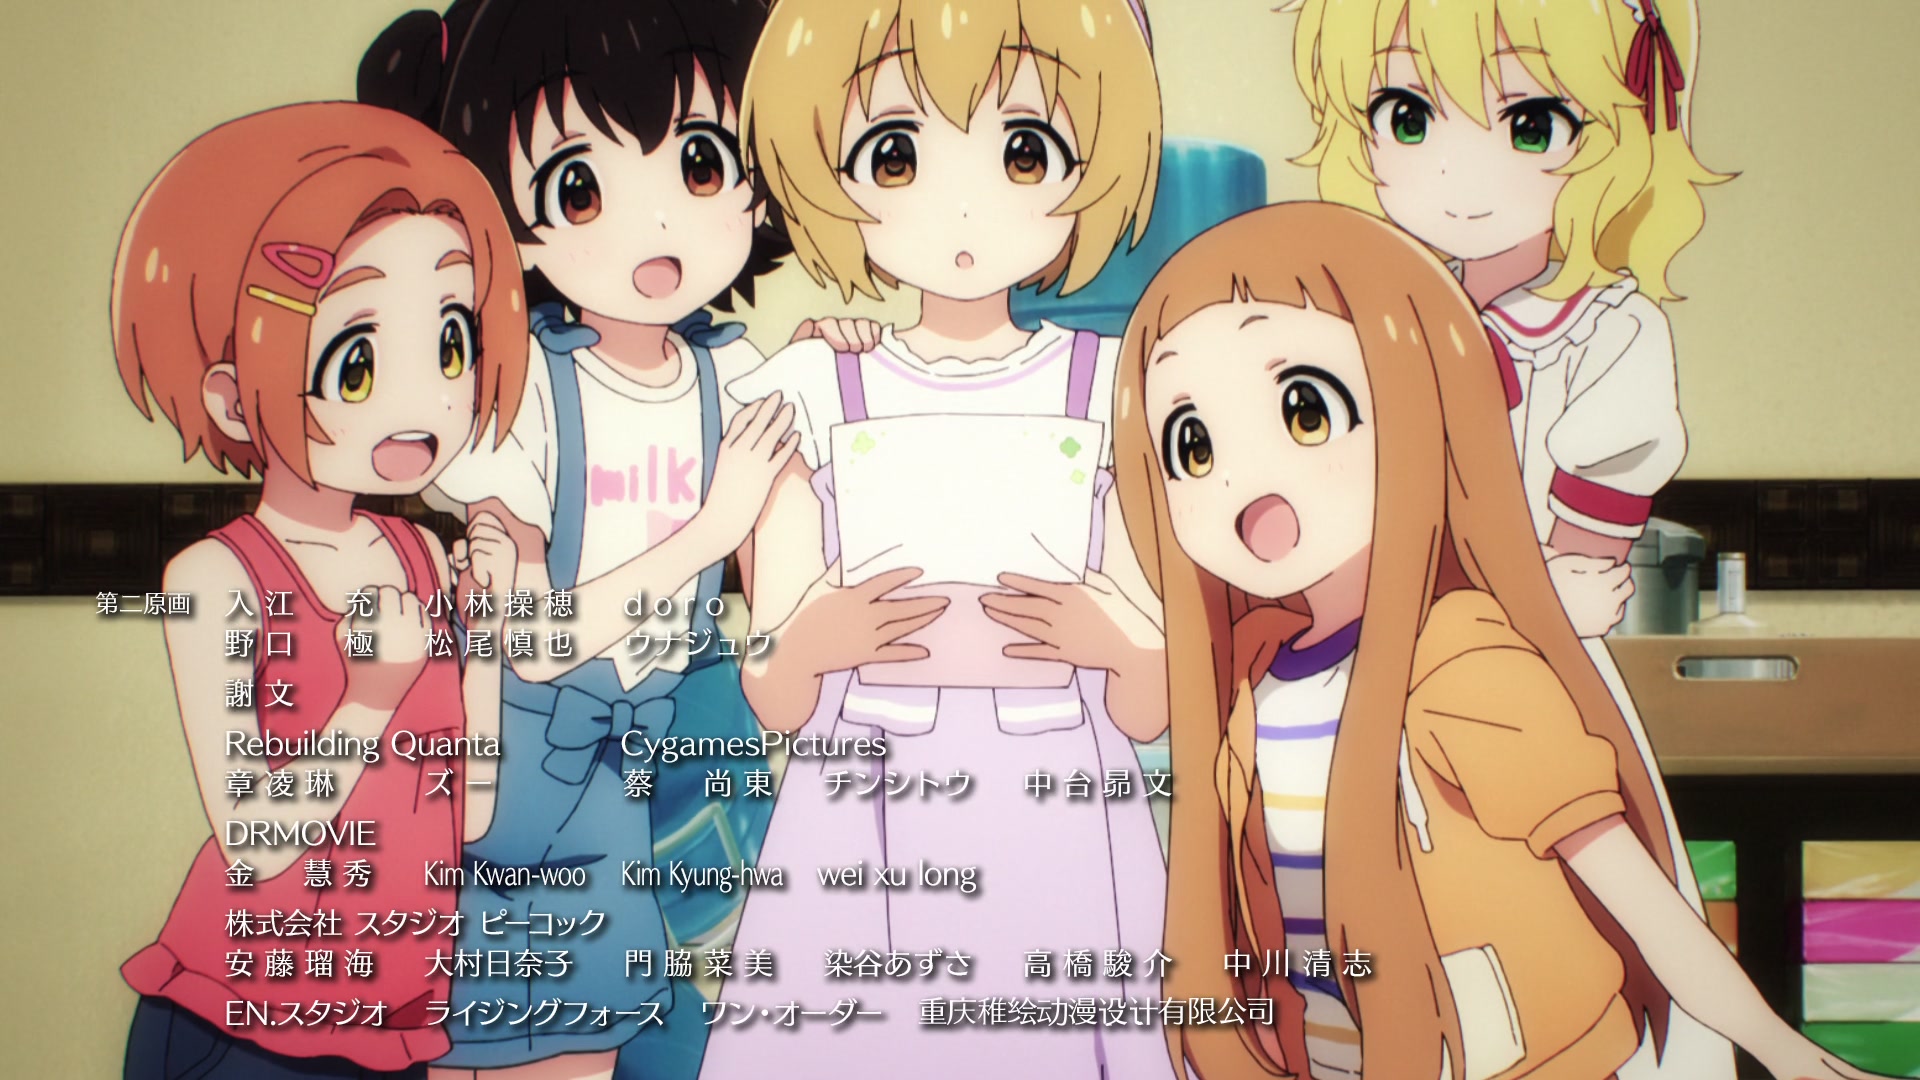 milk
第二原画 入江 充 小林操穂 doro
野口 極 松尾慎也 ウナジュウ
謝文
Rebuilding Quanta CygamesPictures
章凌琳 ズー 蔡 尚東 チンシトウ 中台昴文
DRMOVIE
金 慧秀 Kim Kwan-woo Kim Kyung-hwa wei xu long
株式会社 スタジオ ピーコック
安藤瑠海 大村日奈子 門脇菜美 染谷あずさ 高橋駿介 中川清志
EN.スタジオ ライジングフォース ワン・オーダー 重庆稚绘动漫设计有限公司